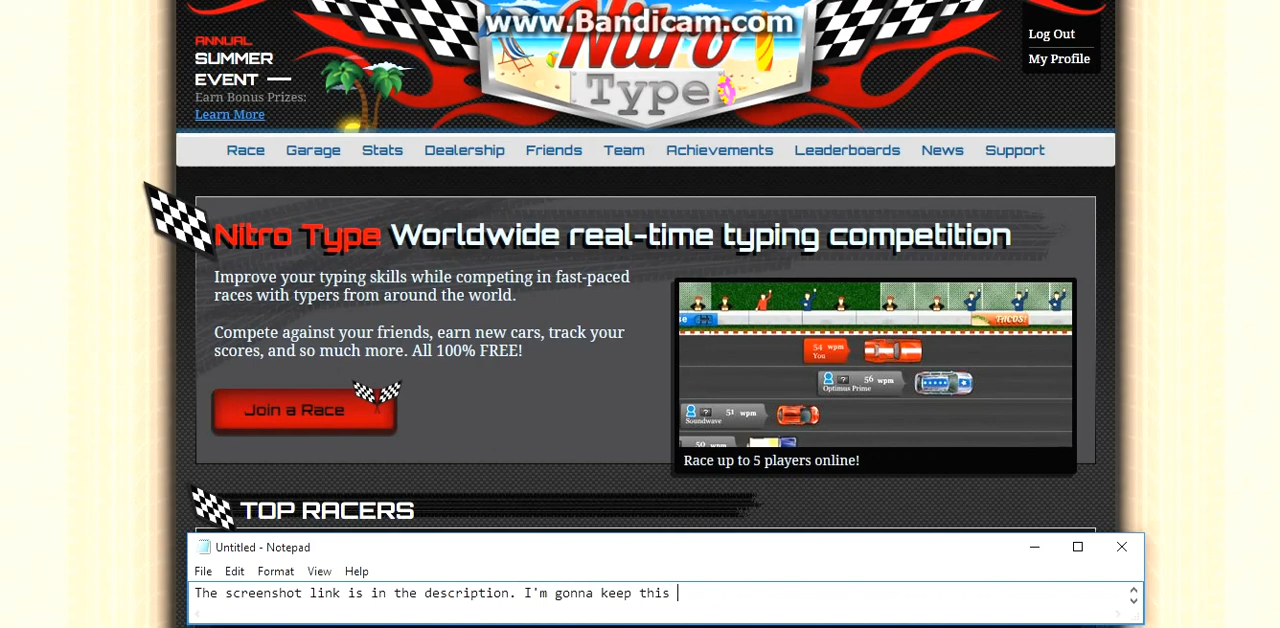 www.Bandicam.com
Nitro
Type
ANNUAL
SUMMER
EVENT
Earn Bonus Prizes:
Learn More
Log Out
My Profile
Race Garage Stats Dealership Friends Team Achievements Leaderboards News Support
Nitro Type Worldwide real-time typing competition
Improve your typing skills while competing in fast-paced
races with typers from around the world.
Compete against your friends, earn new cars, track your
scores, and so much more. All 100% FREE!
Join a Race
TACOS!
54 wpm
You
? 56 wpm
Optimus Prime
? 51 wpm
Soundwave
50 wpm
Race up to 5 players online!
TOP RACERS
Untitled - Notepad
File Edit Format View Help
The screenshot link is in the description. I'm gonna keep this